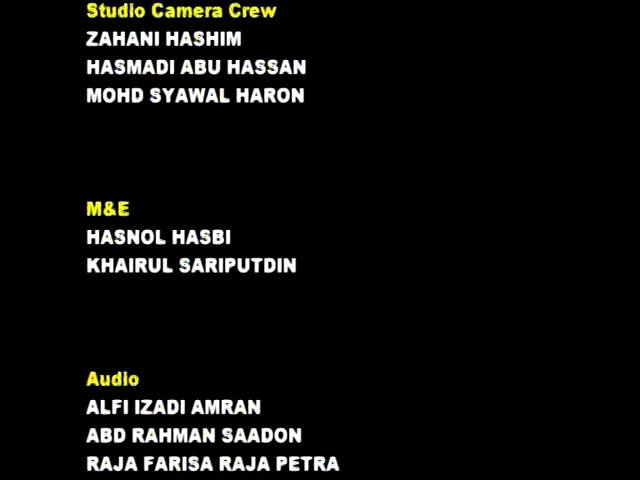 Studio Camera Crew
ZAHANI HASHIM
HASMADI ABU HASSAN
MOHD SYAWAL HARON
M&E
HASNOL HASBI
KHAIRUL SARIPUTDIN
Audio
ALFI IZADI AMRAN
ABD RAHMAN SAADON
RAJA FARISA RAJA PETRA